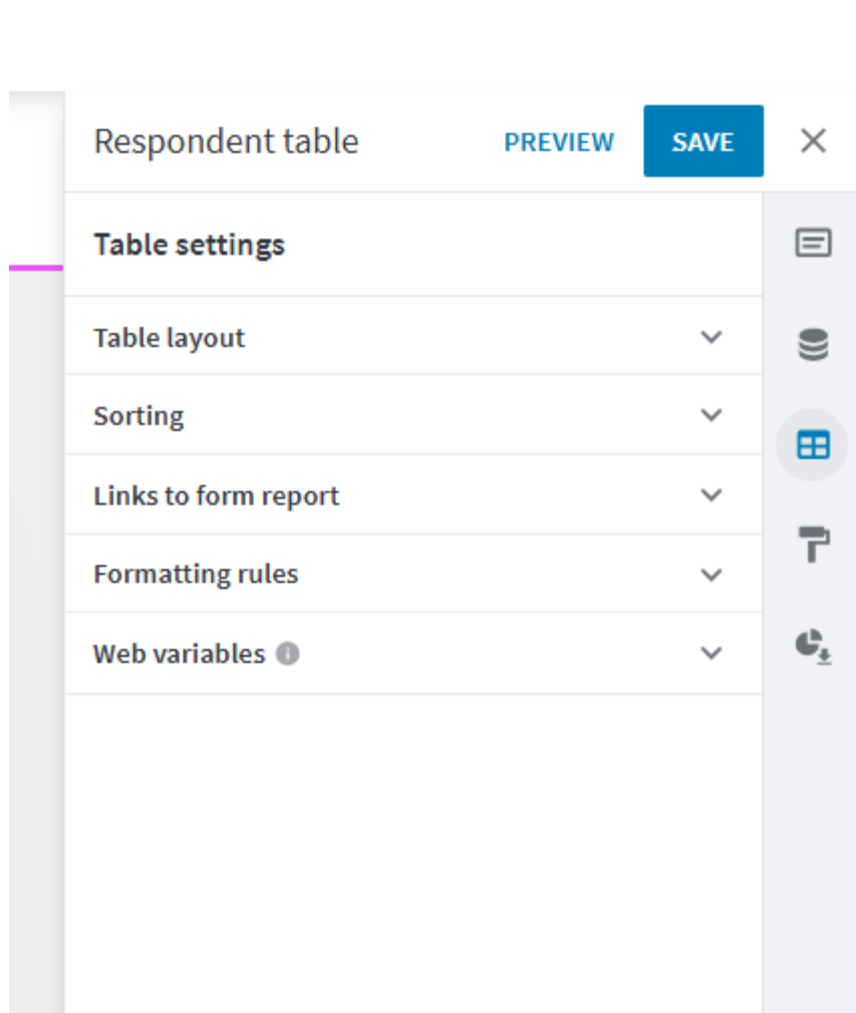 Respondent table PREVIEW SAVE
Table settings
Table layout
Sorting
Links to form report
Formatting rules
Web variables